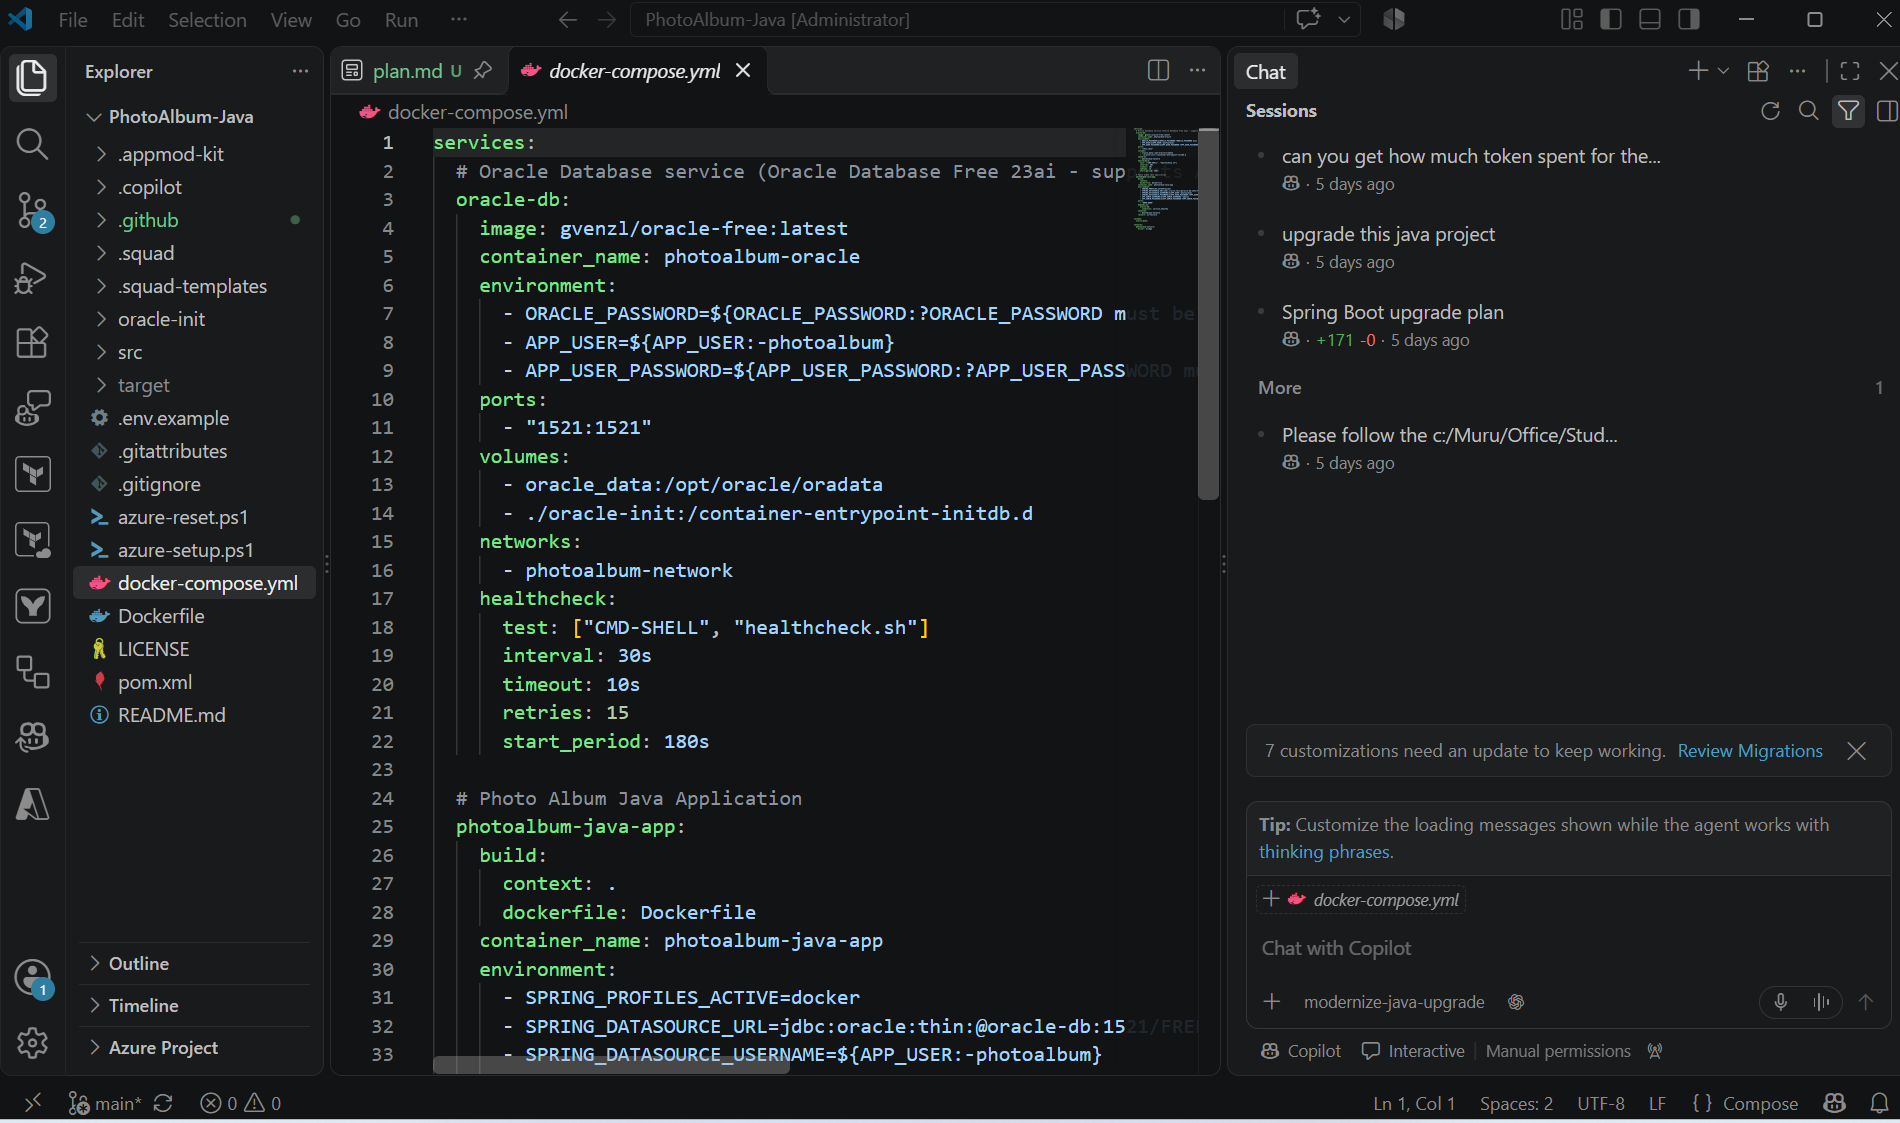 File Edit Selection View Go Run ···
PhotoAlbum-Java [Administrator]
Explorer
PhotoAlbum-Java
.appmod-kit
.copilot
.github
.squad
.squad-templates
oracle-init
src
target
.env.example
.gitattributes
.gitignore
azure-reset.ps1
azure-setup.ps1
docker-compose.yml
Dockerfile
LICENSE
pom.xml
README.md
Outline
Timeline
Azure Project
2
1
plan.md U
docker-compose.yml
docker-compose.yml
1 services:
2 # Oracle Database service (Oracle Database Free 23ai - supports
3 oracle-db:
4 image: gvenzl/oracle-free:latest
5 container_name: photoalbum-oracle
6 environment:
7 - ORACLE_PASSWORD=${ORACLE_PASSWORD:?ORACLE_PASSWORD must be
8 - APP_USER=${APP_USER:-photoalbum}
9 - APP_USER_PASSWORD=${APP_USER_PASSWORD:?APP_USER_PASSWORD mu
10 ports:
11 - "1521:1521"
12 volumes:
13 - oracle_data:/opt/oracle/oradata
14 - ./oracle-init:/container-entrypoint-initdb.d
15 networks:
16 - photoalbum-network
17 healthcheck:
18 test: ["CMD-SHELL", "healthcheck.sh"]
19 interval: 30s
20 timeout: 10s
21 retries: 15
22 start_period: 180s
23
24 # Photo Album Java Application
25 photoalbum-java-app:
26 build:
27 context: .
28 dockerfile: Dockerfile
29 container_name: photoalbum-java-app
30 environment:
31 - SPRING_PROFILES_ACTIVE=docker
32 - SPRING_DATASOURCE_URL=jdbc:oracle:thin:@oracle-db:1521/FREE
33 - SPRING_DATASOURCE_USERNAME=${APP_USER:-photoalbum}
Chat
Sessions
can you get how much token spent for the...
· 5 days ago
upgrade this java project
· 5 days ago
Spring Boot upgrade plan
· +171 -0 · 5 days ago
More 1
Please follow the c:/Muru/Office/Stud...
· 5 days ago
7 customizations need an update to keep working. Review Migrations
Tip: Customize the loading messages shown while the agent works with
thinking phrases.
docker-compose.yml
Chat with Copilot
modernize-java-upgrade
Copilot Interactive Manual permissions
main* 0 0
Ln 1, Col 1 Spaces: 2 UTF-8 LF { } Compose